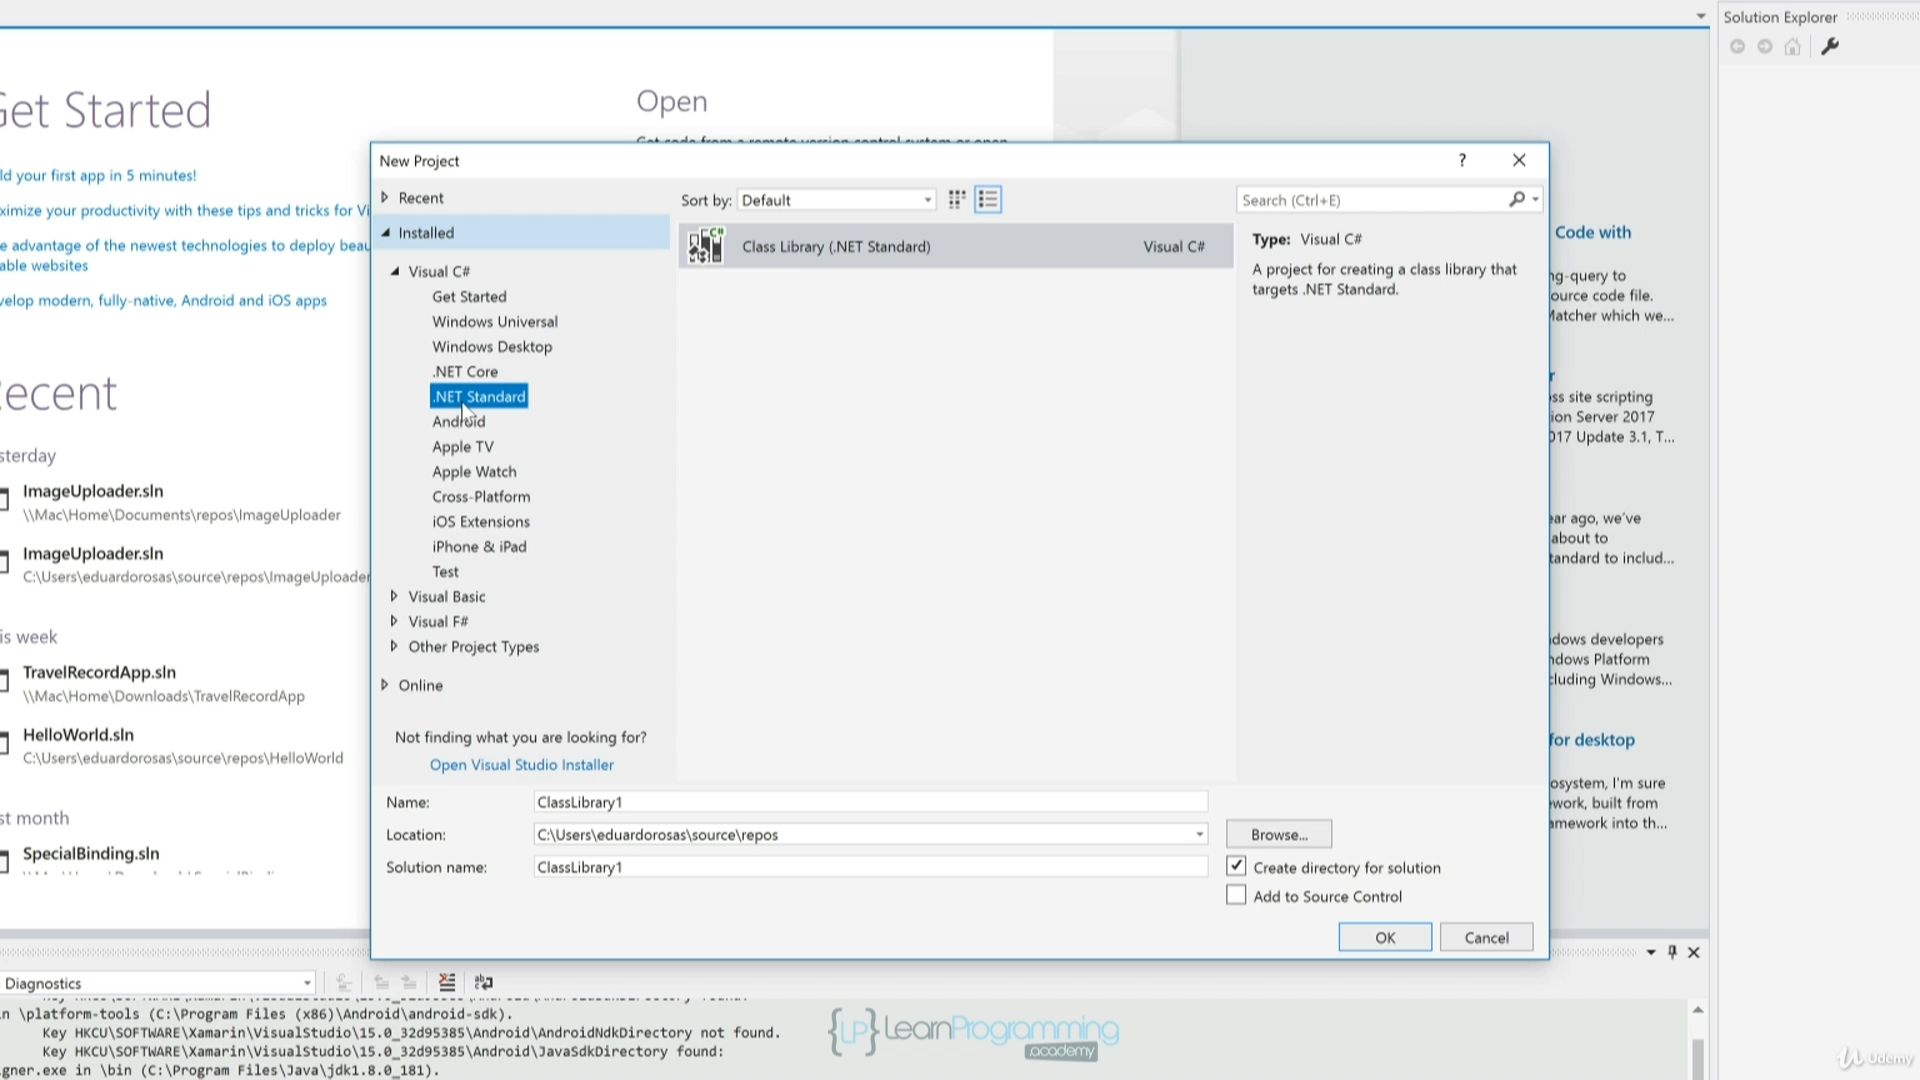 Solution Explorer
Get Started
Open
ld your first app in 5 minutes!
ximize your productivity with these tips and tricks for Vi
e advantage of the newest technologies to deploy beau
able websites
velop modern, fully-native, Android and iOS apps
Recent
sterday
ImageUploader.sln
\\Mac\Home\Documents\repos\ImageUploader
ImageUploader.sln
C:\Users\eduardorosas\source\repos\ImageUploader
is week
TravelRecordApp.sln
\\Mac\Home\Downloads\TravelRecordApp
HelloWorld.sln
C:\Users\eduardorosas\source\repos\HelloWorld
st month
SpecialBinding.sln
New Project
?
Recent
Installed
Visual C#
Get Started
Windows Universal
Windows Desktop
.NET Core
.NET Standard
Android
Apple TV
Apple Watch
Cross-Platform
iOS Extensions
iPhone & iPad
Test
Visual Basic
Visual F#
Other Project Types
Online
Not finding what you are looking for?
Open Visual Studio Installer
Sort by: Default
C#
Class Library (.NET Standard) Visual C#
Search (Ctrl+E)
Type: Visual C#
A project for creating a class library that
targets .NET Standard.
Name: ClassLibrary1
Location: C:\Users\eduardorosas\source\repos
Browse...
Solution name: ClassLibrary1
Create directory for solution
Add to Source Control
OK
Cancel
Code with
ng-query to
ource code file.
Matcher which we...
r
ss site scripting
ion Server 2017
017 Update 3.1, T...
ear ago, we've
about to
tandard to includ...
dows developers
ndows Platform
cluding Windows...
for desktop
osystem, I'm sure
work, built from
amework into th...
Diagnostics
n \platform-tools (C:\Program Files (x86)\Android\android-sdk).
Key HKCU\SOFTWARE\Xamarin\VisualStudio\15.0_32d95385\Android\AndroidNdkDirectory not found.
Key HKCU\SOFTWARE\Xamarin\VisualStudio\15.0_32d95385\Android\JavaSdkDirectory found:
gner.exe in \bin (C:\Program Files\Java\jdk1.8.0_181).
{LP} LearnProgramming
.academy
Udemy